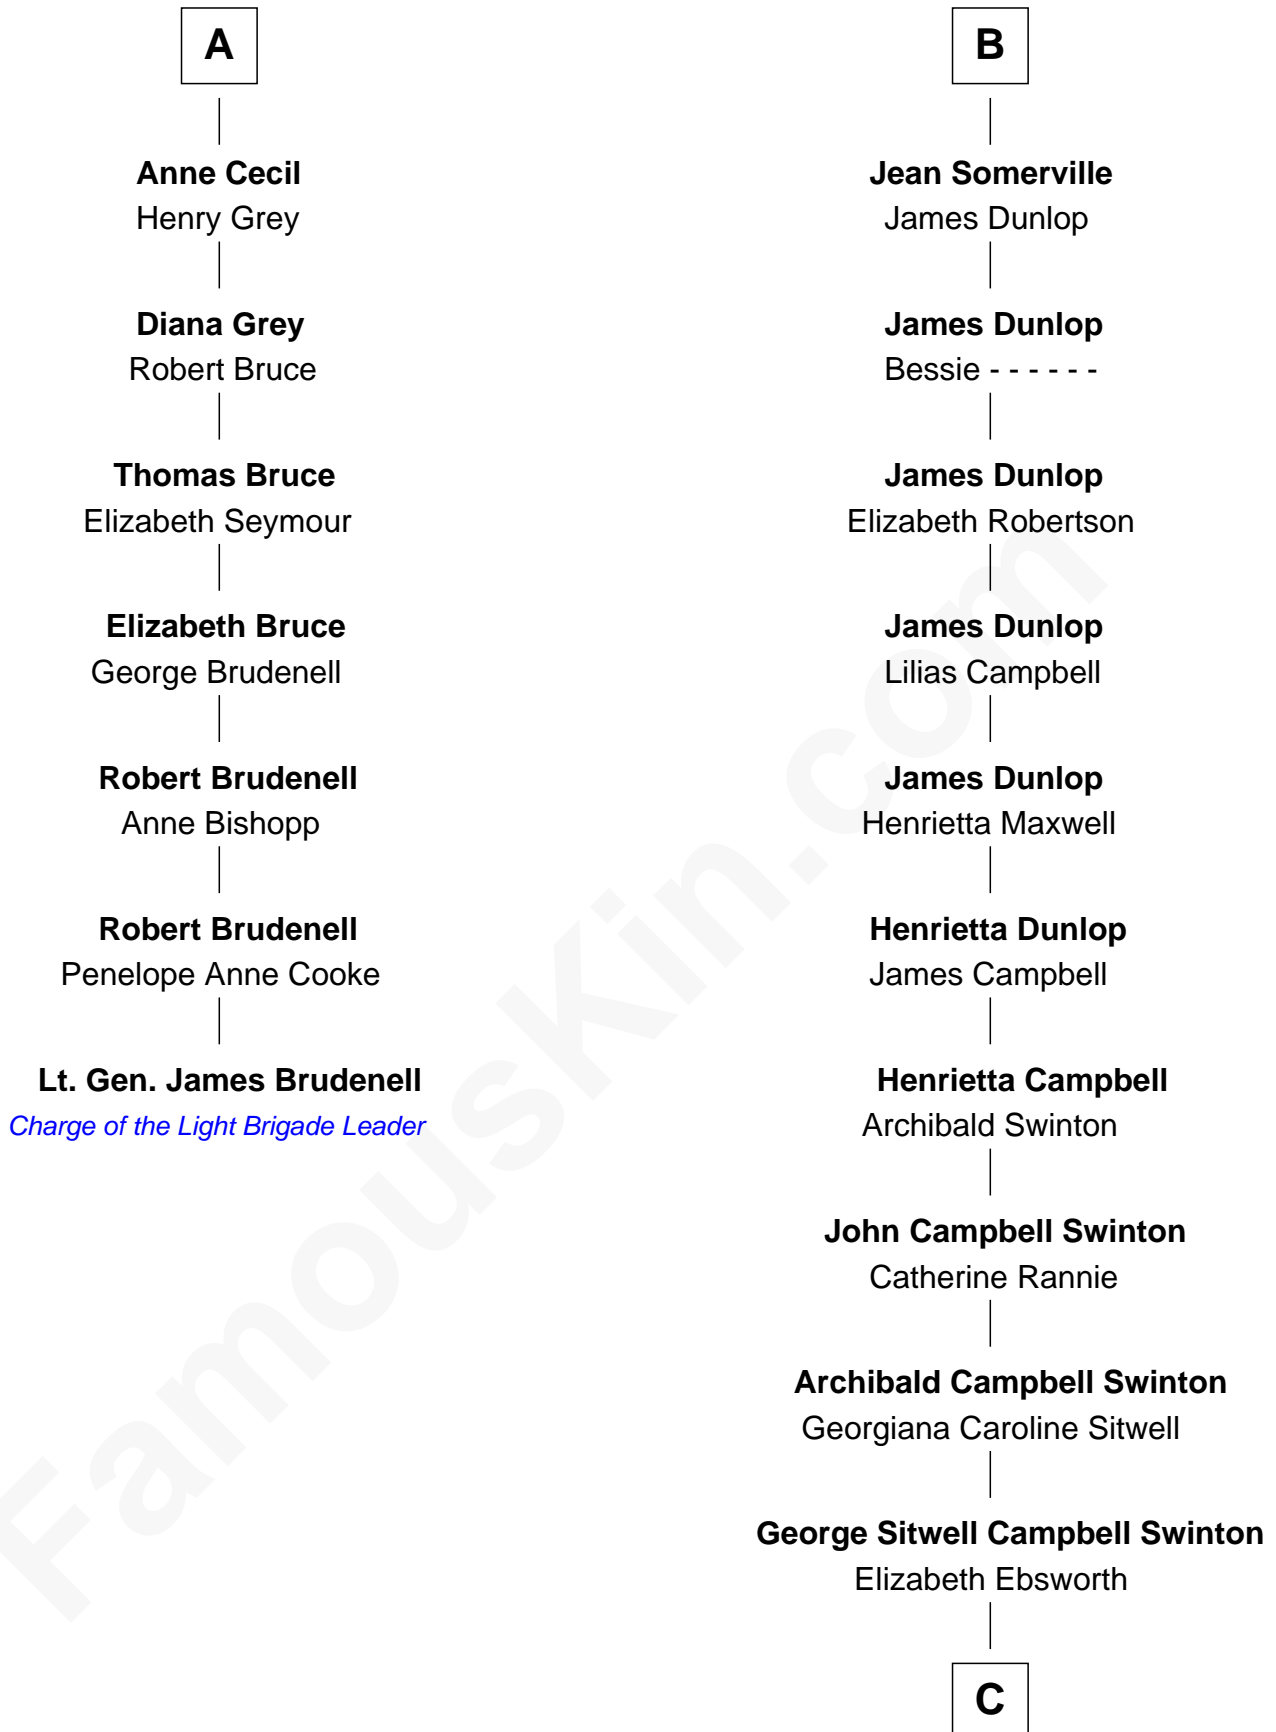 A
Anne Cecil
Henry Grey
Diana Grey
Robert Bruce
Thomas Bruce
Elizabeth Seymour
Elizabeth Bruce
George Brudenell
Robert Brudenell
Anne Bishopp
Robert Brudenell
Penelope Anne Cooke
Lt. Gen. James Brudenell
Charge of the Light Brigade Leader
B
Jean Somerville
James Dunlop
James Dunlop
Bessie - - - - - -
James Dunlop
Elizabeth Robertson
James Dunlop
Lilias Campbell
James Dunlop
Henrietta Maxwell
Henrietta Dunlop
James Campbell
Henrietta Campbell
Archibald Swinton
John Campbell Swinton
Catherine Rannie
Archibald Campbell Swinton
Georgiana Caroline Sitwell
George Sitwell Campbell Swinton
Elizabeth Ebsworth
C
FamousKin.com